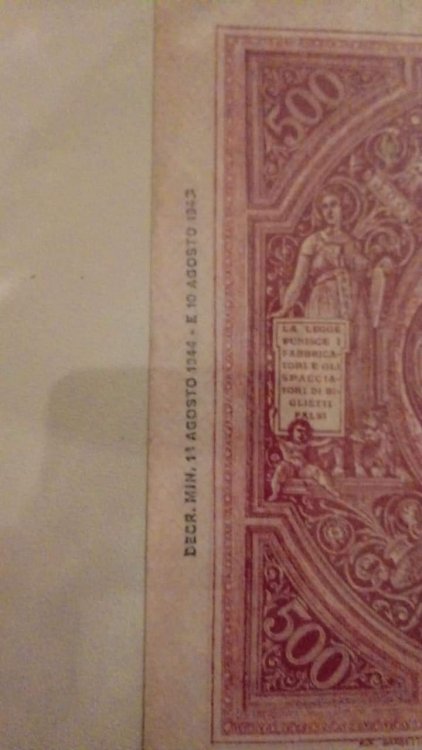 500
DECR. MIN. AGOSTO 1944 - E 10 AGOSTO 1943
LA LEGGE
PUNISCE I
FABBRICA-
TORI E GLI
SPACCIA-
TORI DI BI-
GLIETTI
FALSI
500